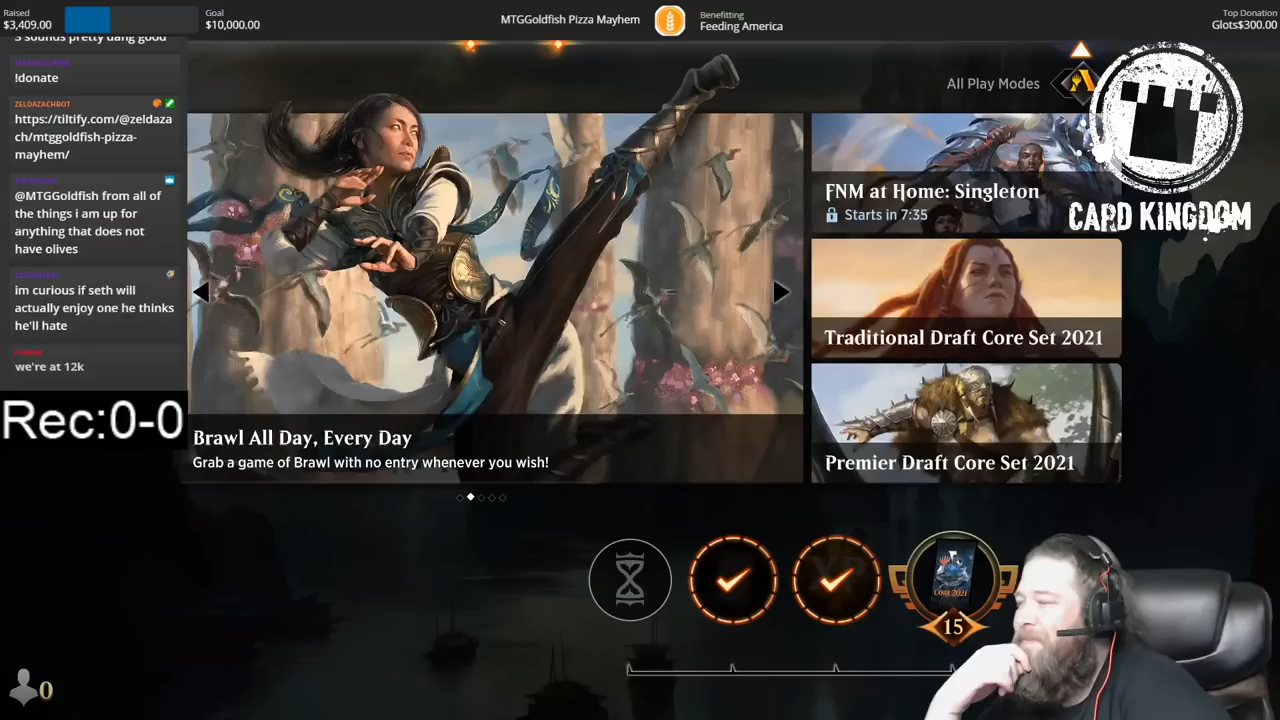 Raised
$3,409.00
Goal
$10,000.00
MTGGoldfish Pizza Mayhem
Benefitting
Feeding America
Top Donation
Glots$300.00
S sounds pretty dang good
!donate
ZELDAZACHBOT
https://tiltify.com/@zeldaza
ch/mtggoldfish-pizza-
mayhem/
@MTGGoldfish from all of
the things i am up for
anything that does not
have olives
im curious if seth will
actually enjoy one he thinks
he'll hate
we're at 12k
Rec:0-0
All Play Modes
Brawl All Day, Every Day
Grab a game of Brawl with no entry whenever you wish!
FNM at Home: Singleton
Starts in 7:35
Traditional Draft Core Set 2021
Premier Draft Core Set 2021
CARD KINGDOM
CORE 2021
15
0